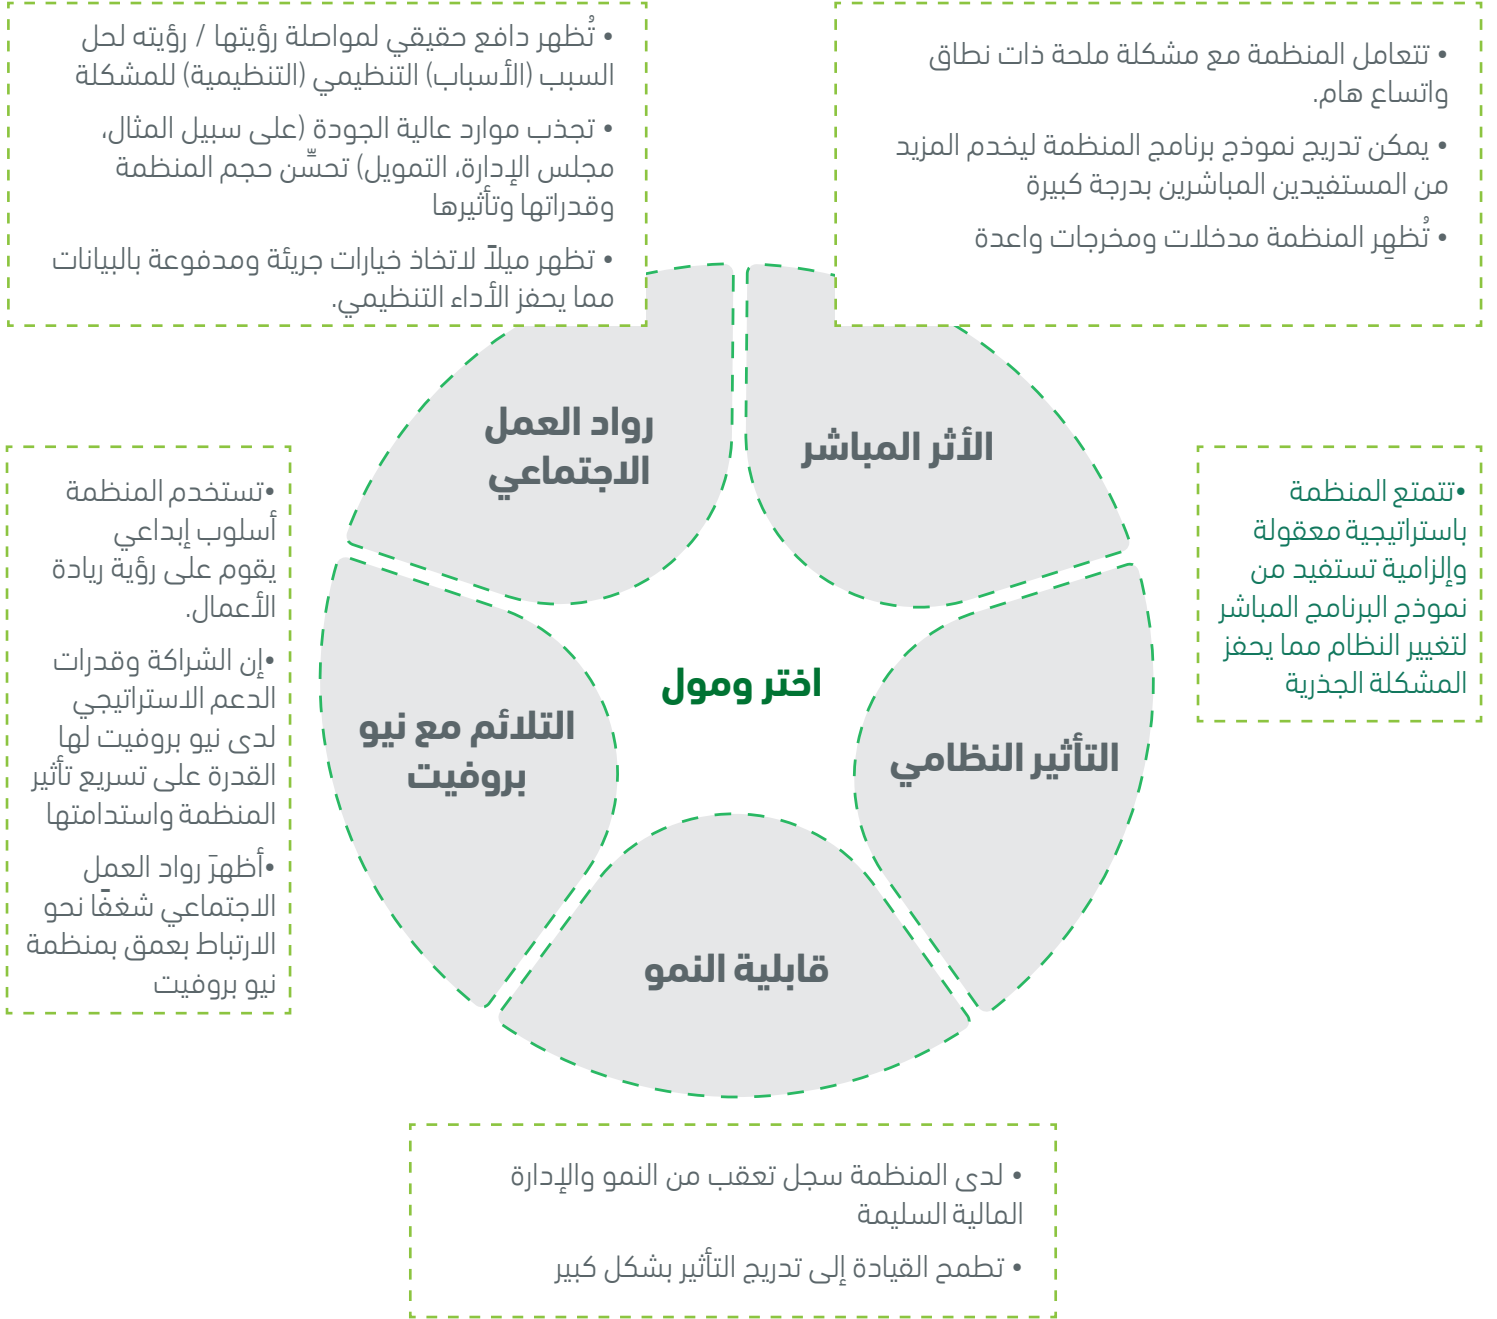 • تتعامل المنظمة مع مشكلة ملحة ذات نطاق
واتساع هام.
• يمكن تدريج نموذج برنامج المنظمة ليخدم المزيد
من المستفيدين المباشرين بدرجة كبيرة
• تُظهِر المنظمة مدخلات ومخرجات واعدة
• تُظهر دافع حقيقي لمواصلة رؤيتها / رؤيته لحل
السبب (الأسباب) التنظيمي (التنظيمية) للمشكلة
• تجذب موارد عالية الجودة (على سبيل المثال،
مجلس الإدارة، التمويل) تحسِّن حجم المنظمة
وقدراتها وتأثيرها
• تظهر ميلاً لاتخاذ خيارات جريئة ومدفوعة بالبيانات
مما يحفز الأداء التنظيمي.
الأثر المباشر
رواد العمل
الاجتماعي
•تتمتع المنظمة
باستراتيجية معقولة
وإلزامية تستفيد من
نموذج البرنامج المباشر
لتغيير النظام مما يحفز
المشكلة الجذرية
التأثير النظامي
اختر ومول
التلائم مع نيو
بروفيت
•تستخدم المنظمة
أسلوب إبداعي
يقوم على رؤية ريادة
الأعمال.
•إن الشراكة وقدرات
الدعم الاستراتيجي
لدى نيو بروفيت لها
القدرة على تسريع تأثير
المنظمة واستدامتها
•أظهرَ رواد العمل
الاجتماعي شغفًا نحو
الارتباط بعمق بمنظمة
نيو بروفيت
قابلية النمو
• لدى المنظمة سجل تعقب من النمو والإدارة
المالية السليمة
• تطمح القيادة إلى تدريج التأثير بشكل كبير